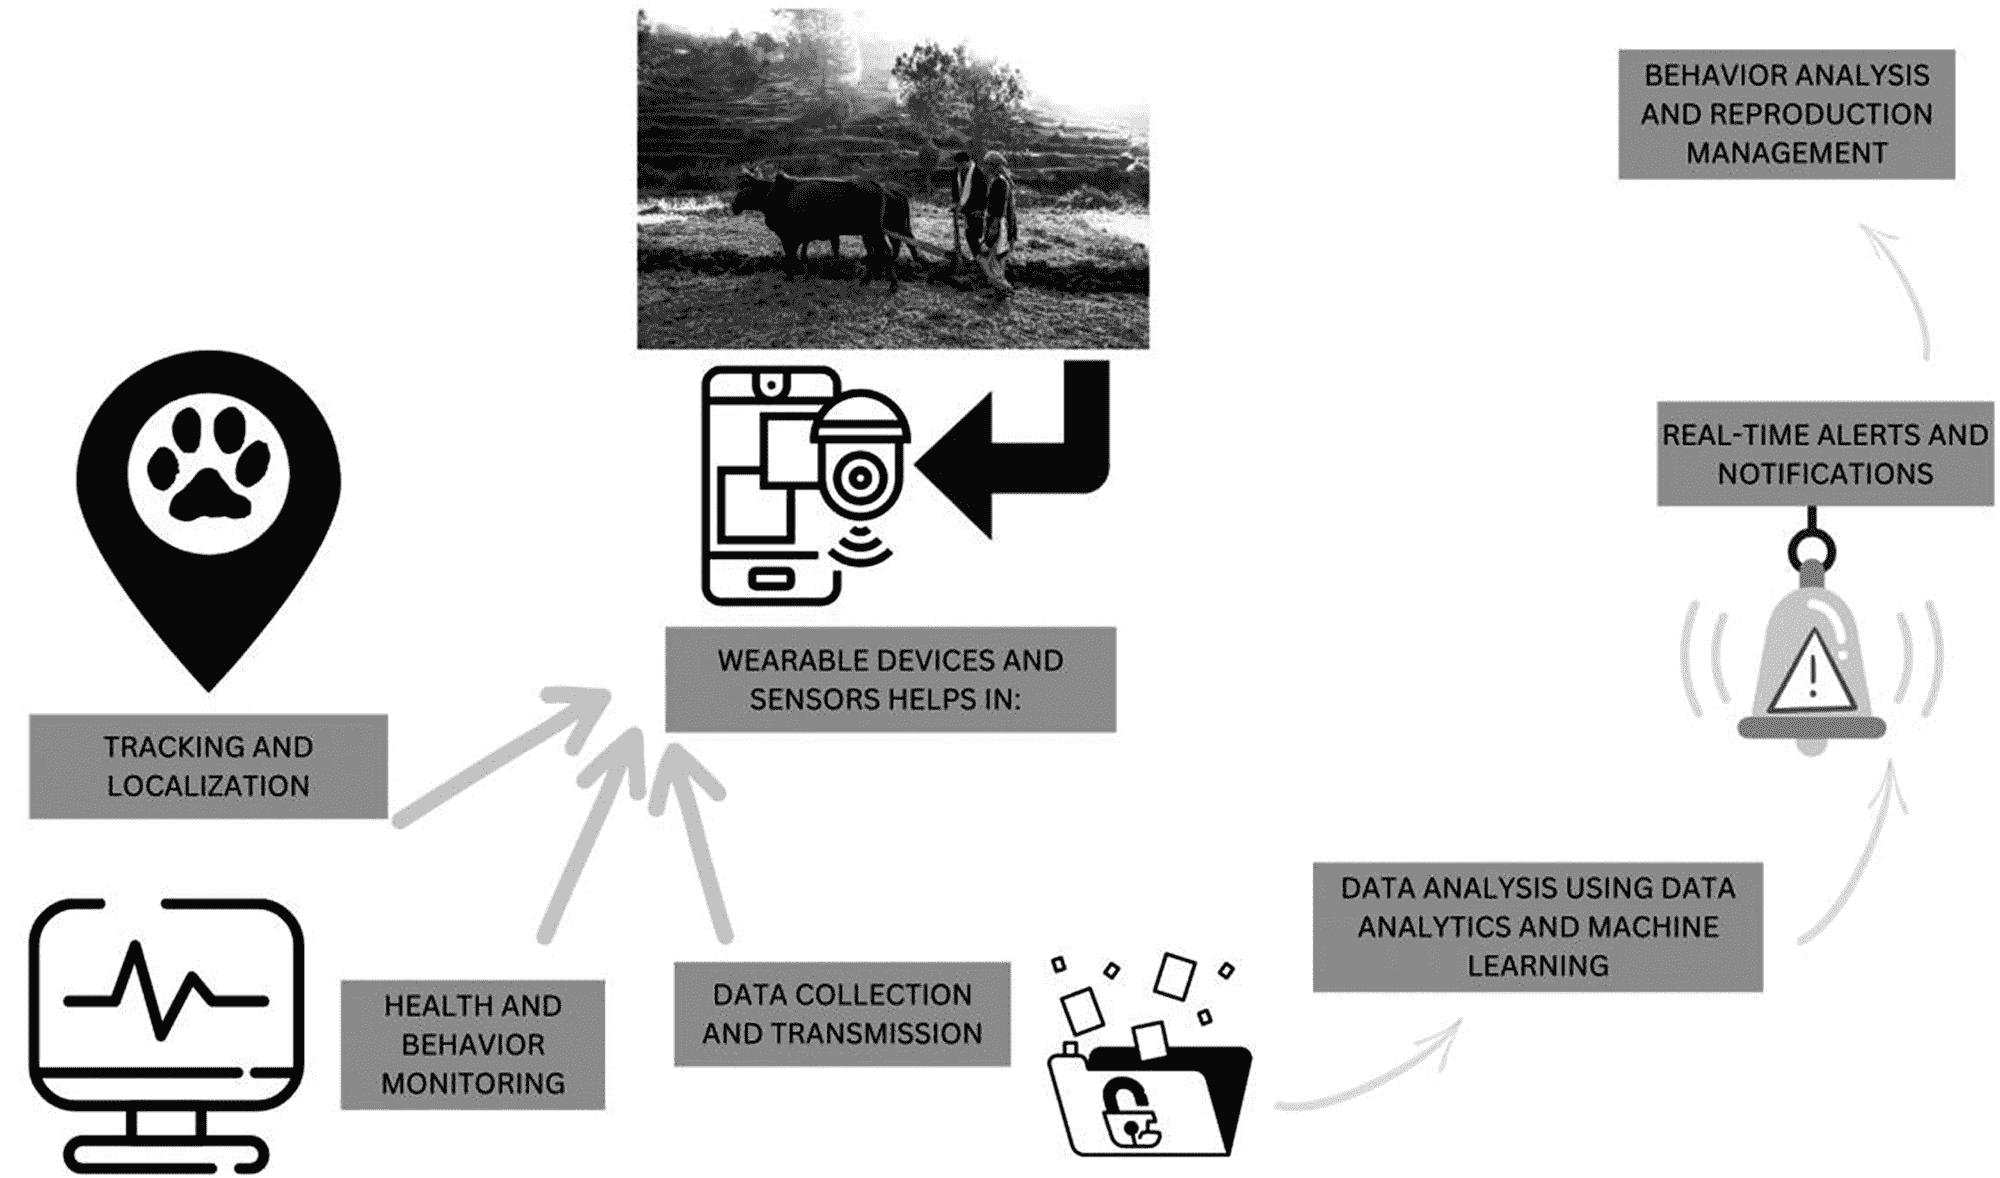 BEHAVIOR ANALYSIS
AND REPRODUCTION
MANAGEMENT
REAL-TIME ALERTS AND
NOTIFICATIONS
WEARABLE DEVICES AND
SENSORS HELPS IN:
TRACKING AND
LOCALIZATION
HEALTH AND
BEHAVIOR
MONITORING
DATA COLLECTION
AND TRANSMISSION
DATA ANALYSIS USING DATA
ANALYTICS AND MACHINE
LEARNING